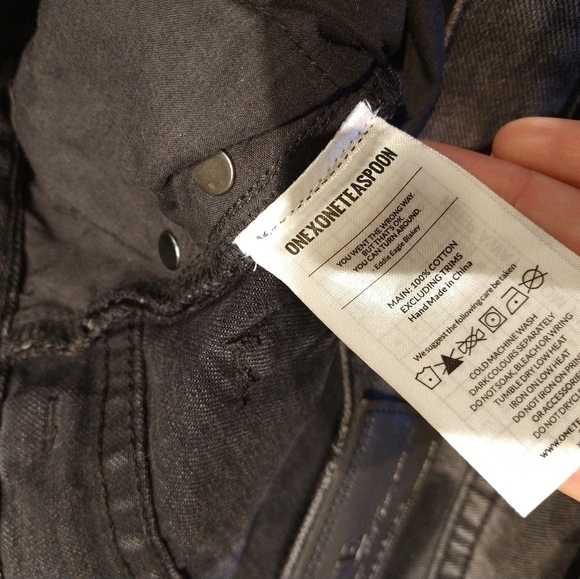 ONEXONETEASPOON
YOU WENT THE WRONG WAY.
BUT THAT'S OK.
YOU CAN TURN AROUND.
-Eddie Eagle Blakey
MAIN: 100% COTTON
EXCLUDING TRIMS
Hand Made in China
We suggest the following care be taken
COLD MACHINE WASH
DARK COLOURS SEPARATELY
DO NOT SOAK, BLEACH OR WRING
TUMBLE DRY LOW HEAT
IRON ON LOW HEAT
DO NOT IRON ON
OR ACCESSORIES
DO NOT